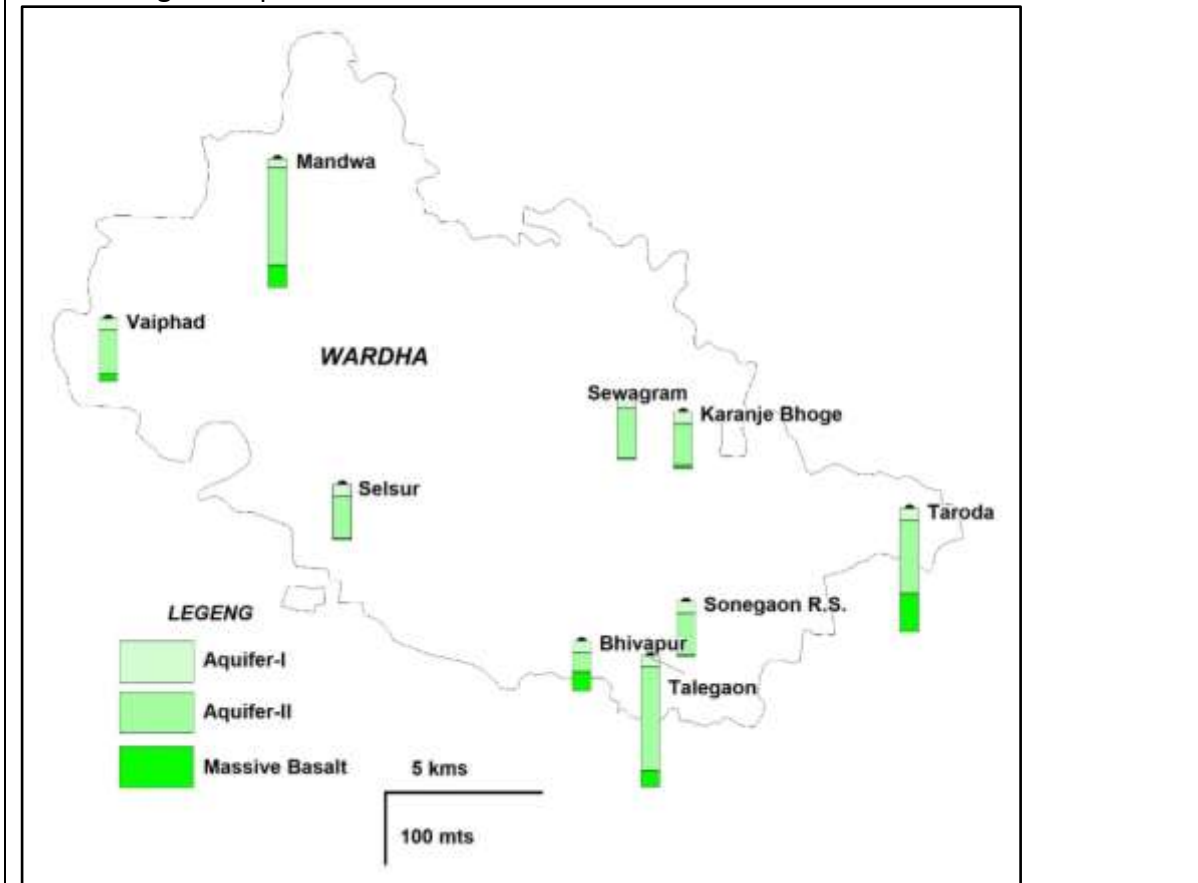 Mandwa
Vaiphad
WARDHA
Sewagram
Karanje Bhoge
Selsur
Taroda
Sonegaon R.S.
LEGENG
Bhivapur
Aquifer-I
Talegaon
Aquifer-II
Massive Basalt
5 kms
100 mts